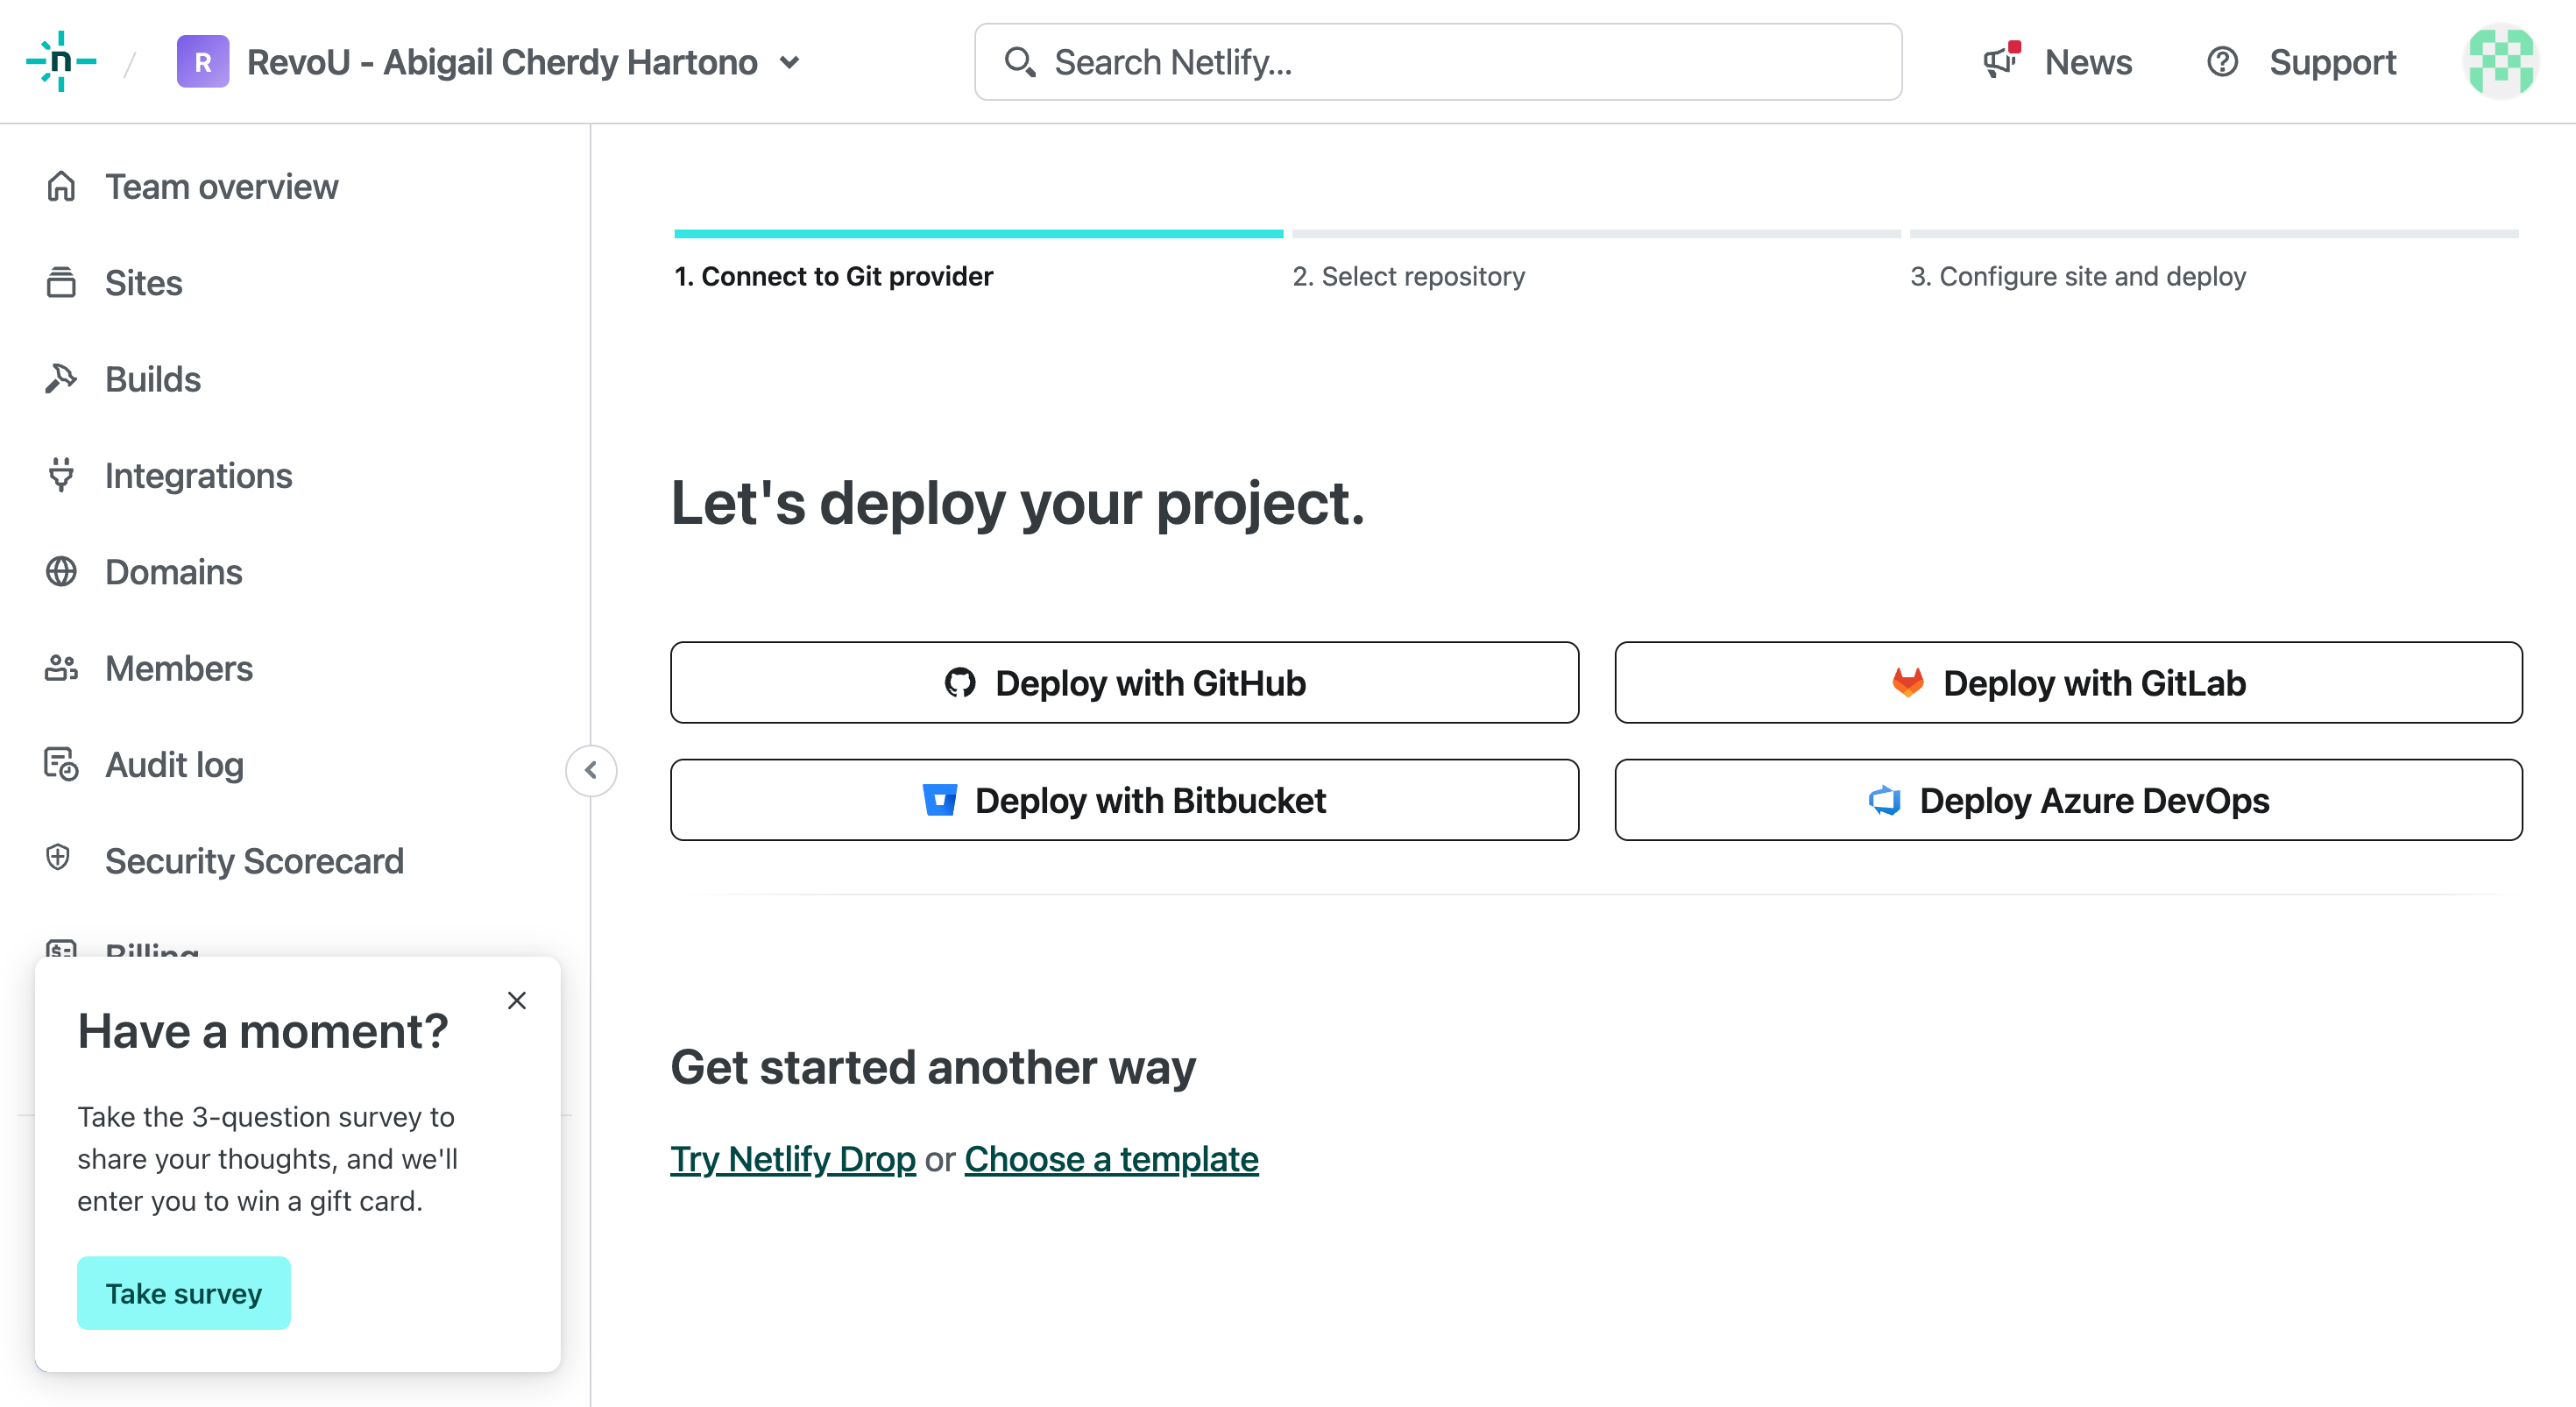 n / R RevoU - Abigail Cherdy Hartono
Search Netlify...
News
Support
Team overview
Sites
Builds
Integrations
Domains
Members
Audit log
Security Scorecard
Billing
Have a moment?
Take the 3-question survey to
share your thoughts, and we'll
enter you to win a gift card.
Take survey
1. Connect to Git provider
2. Select repository
3. Configure site and deploy
Let's deploy your project.
Deploy with GitHub
Deploy with GitLab
Deploy with Bitbucket
Deploy Azure DevOps
Get started another way
Try Netlify Drop or Choose a template